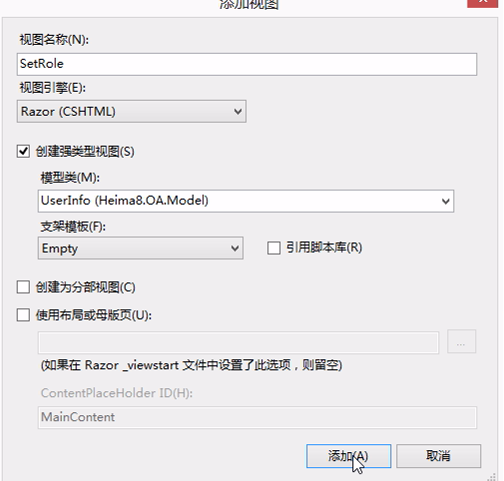 添加视图
视图名称(N):
SetRole
视图引擎(E):
Razor (CSHTML)
创建强类型视图(S)
模型类(M):
UserInfo (Heima8.OA.Model)
支架模板(F):
Empty
引用脚本库(R)
创建为分部视图(C)
使用布局或母版页(U):
...
(如果在 Razor _viewstart 文件中设置了此选项，则留空)
ContentPlaceHolder ID(H):
MainContent
添加(A)
取消